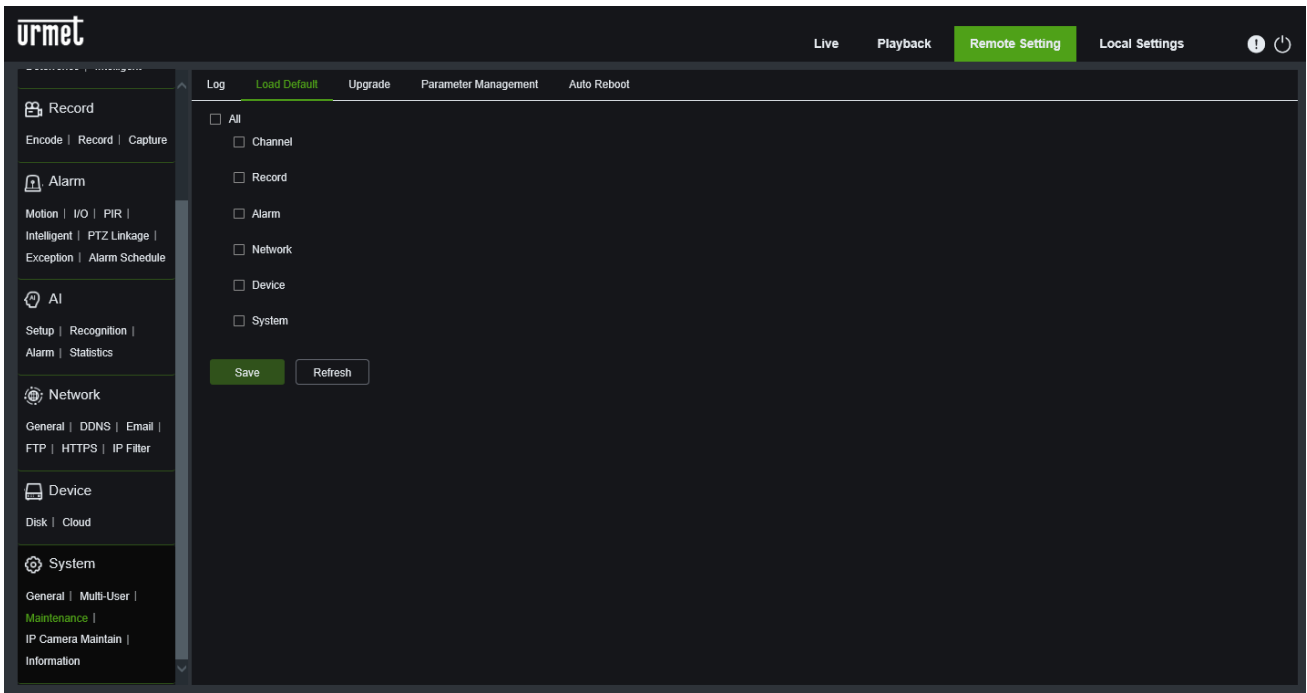 urmet
Live Playback Remote Setting Local Settings
Log Load Default Upgrade Parameter Management Auto Reboot
Record
Encode | Record | Capture
Alarm
Motion | I/O | PIR |
Intelligent | PTZ Linkage |
Exception | Alarm Schedule
AI
Setup | Recognition |
Alarm | Statistics
Network
General | DDNS | Email |
FTP | HTTPS | IP Filter
Device
Disk | Cloud
System
General | Multi-User |
Maintenance |
IP Camera Maintain |
Information
All
Channel
Record
Alarm
Network
Device
System
Save Refresh